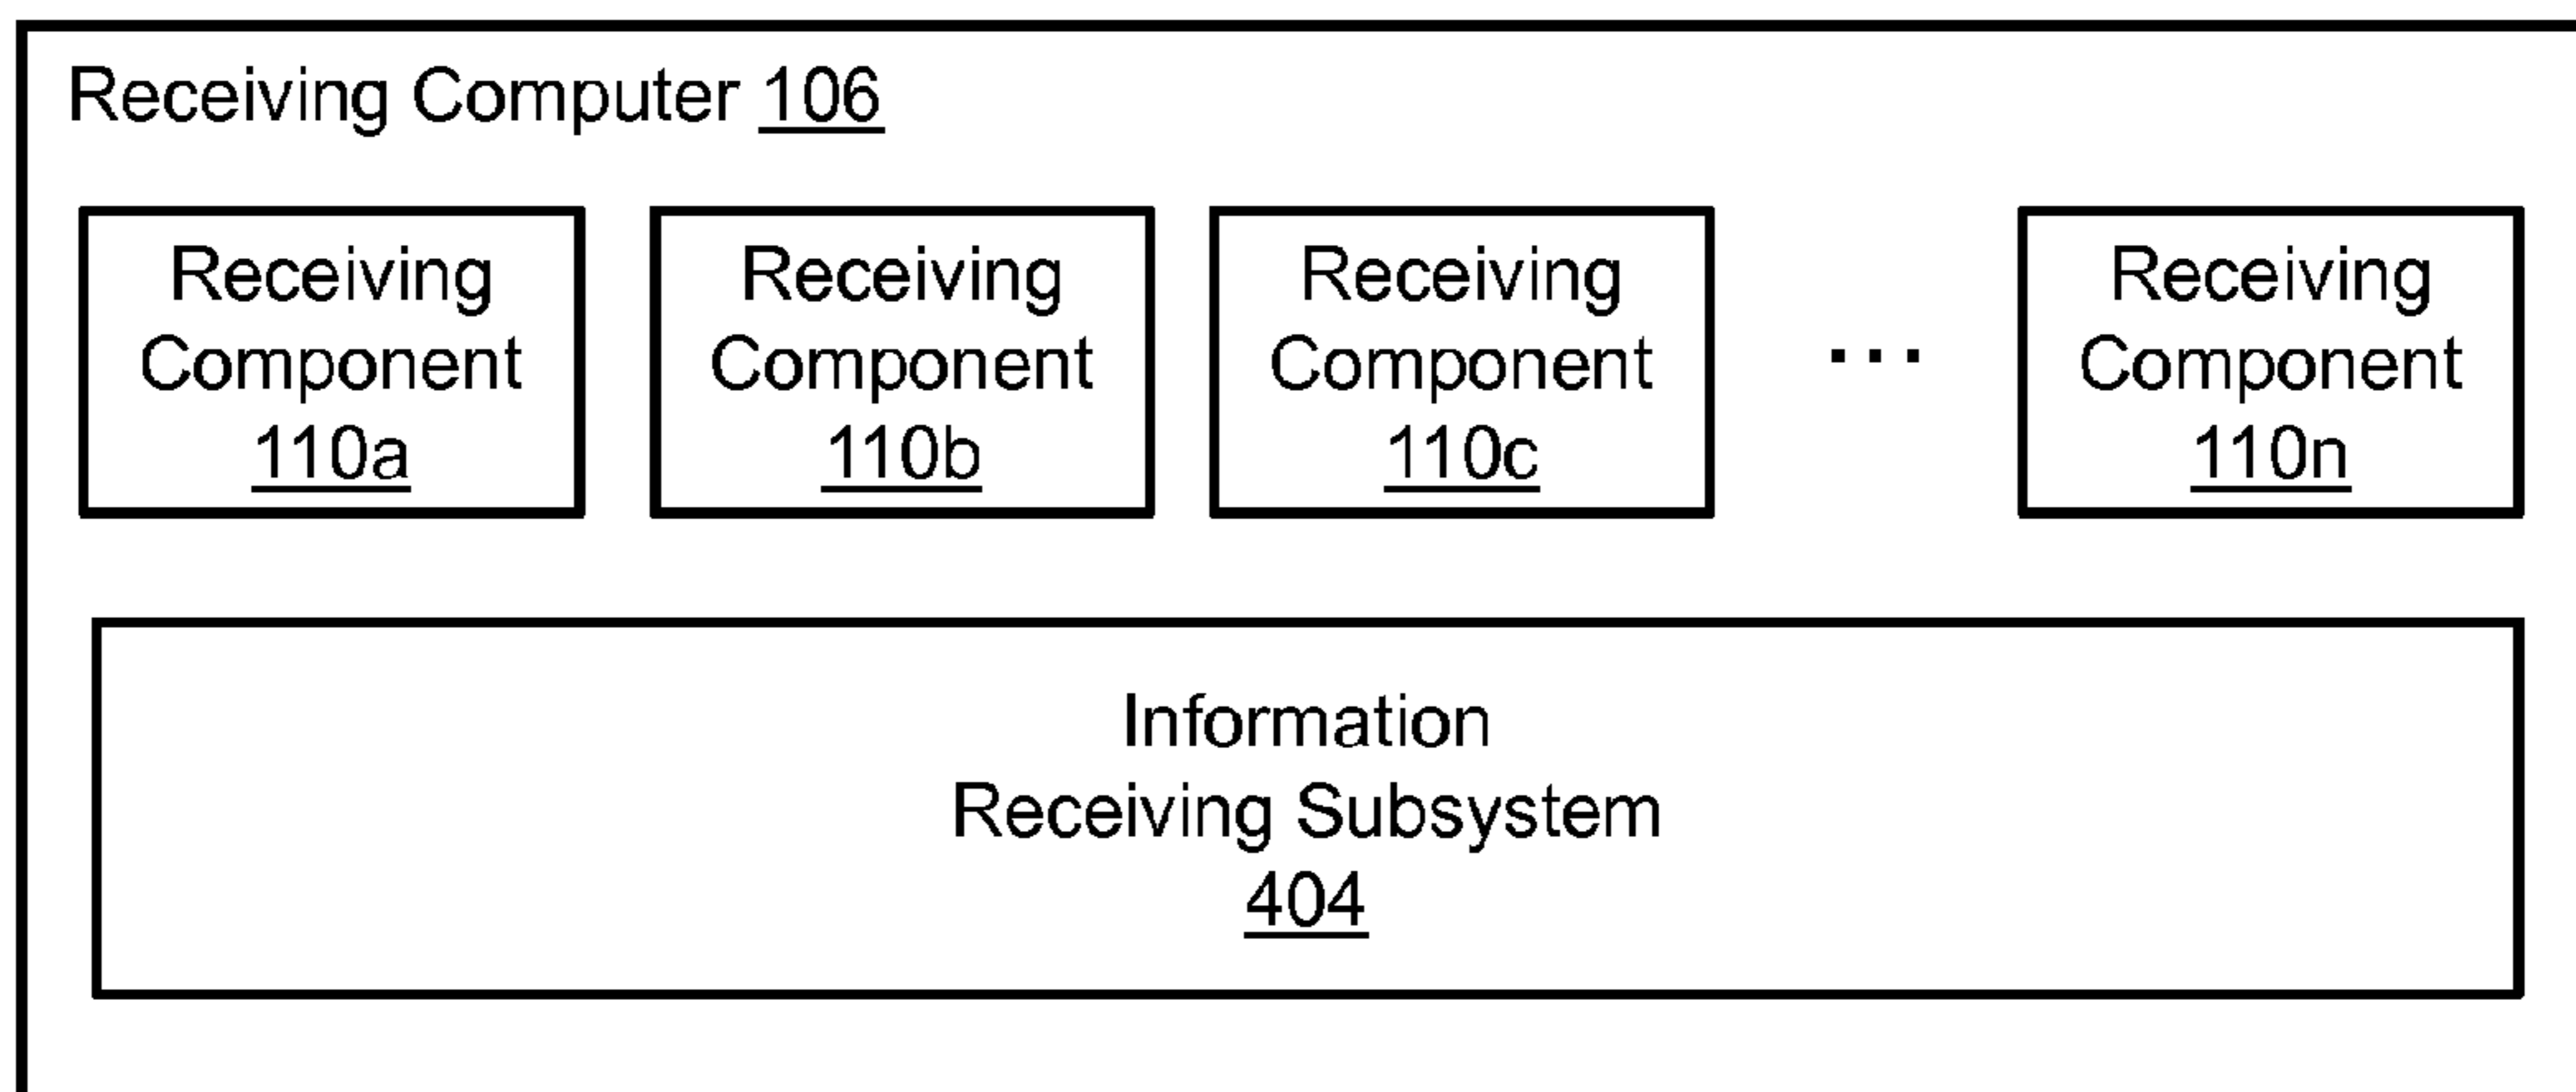 Receiving Computer 106
Receiving
Component
110a
Receiving
Component
110b
Receiving
Component
110c
...
Receiving
Component
110n
Information
Receiving Subsystem
404